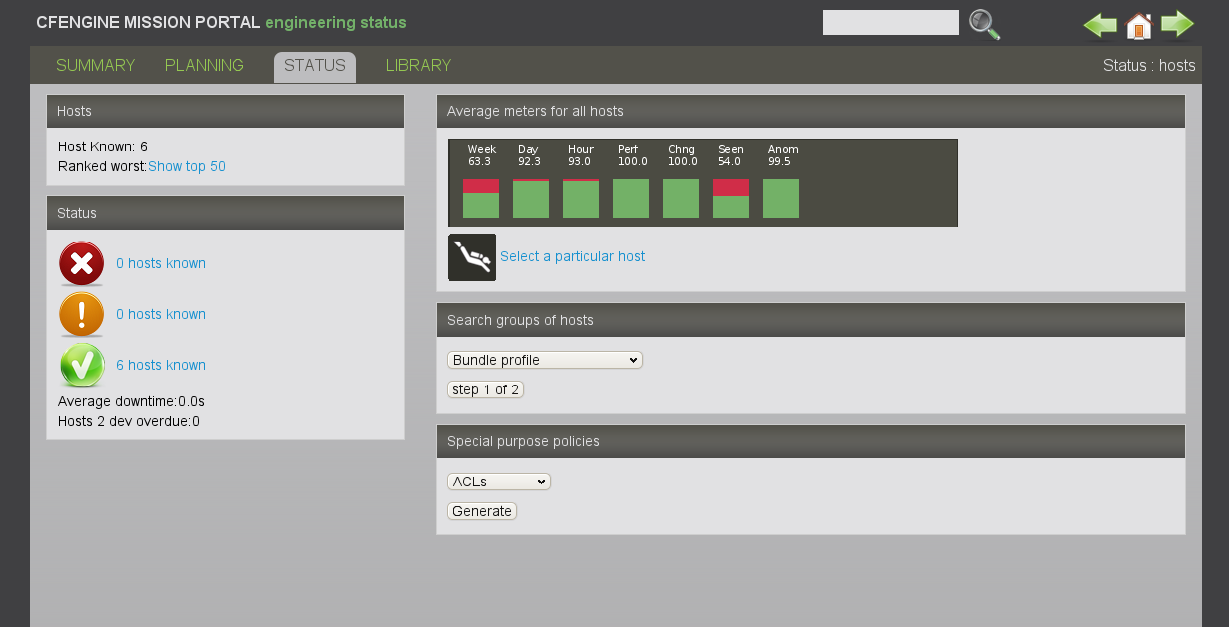 CFENGINE MISSION PORTAL engineering status
SUMMARY PLANNING STATUS LIBRARY Status : hosts
Hosts
Host Known: 6
Ranked worst:Show top 50
Status
0 hosts known
0 hosts known
6 hosts known
Average downtime:0.0s
Hosts 2 dev overdue:0
Average meters for all hosts
Week Day Hour Perf Chng Seen Anom
63.3 92.3 93.0 100.0 100.0 54.0 99.5
Select a particular host
Search groups of hosts
Bundle profile
step 1 of 2
Special purpose policies
ACLs
Generate